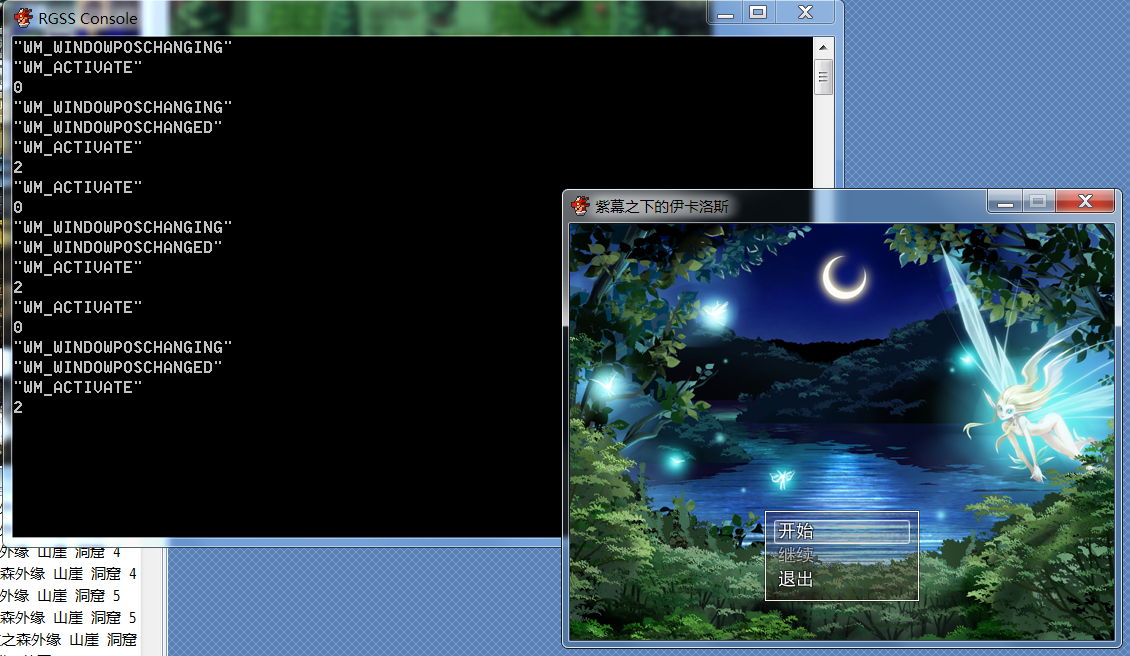 RGSS Console
"WM_WINDOWPOSCHANGING"
"WM_ACTIVATE"
0
"WM_WINDOWPOSCHANGING"
"WM_WINDOWPOSCHANGED"
"WM_ACTIVATE"
2
"WM_ACTIVATE"
0
"WM_WINDOWPOSCHANGING"
"WM_WINDOWPOSCHANGED"
"WM_ACTIVATE"
2
"WM_ACTIVATE"
0
"WM_WINDOWPOSCHANGING"
"WM_WINDOWPOSCHANGED"
"WM_ACTIVATE"
2
紫幕之下的伊卡洛斯
开始
继续
退出
外缘 山崖 洞窟 4
森外缘 山崖 洞窟 4
外缘 山崖 洞窟 5
森外缘 山崖 洞窟 5
之森外缘 山崖 洞窟